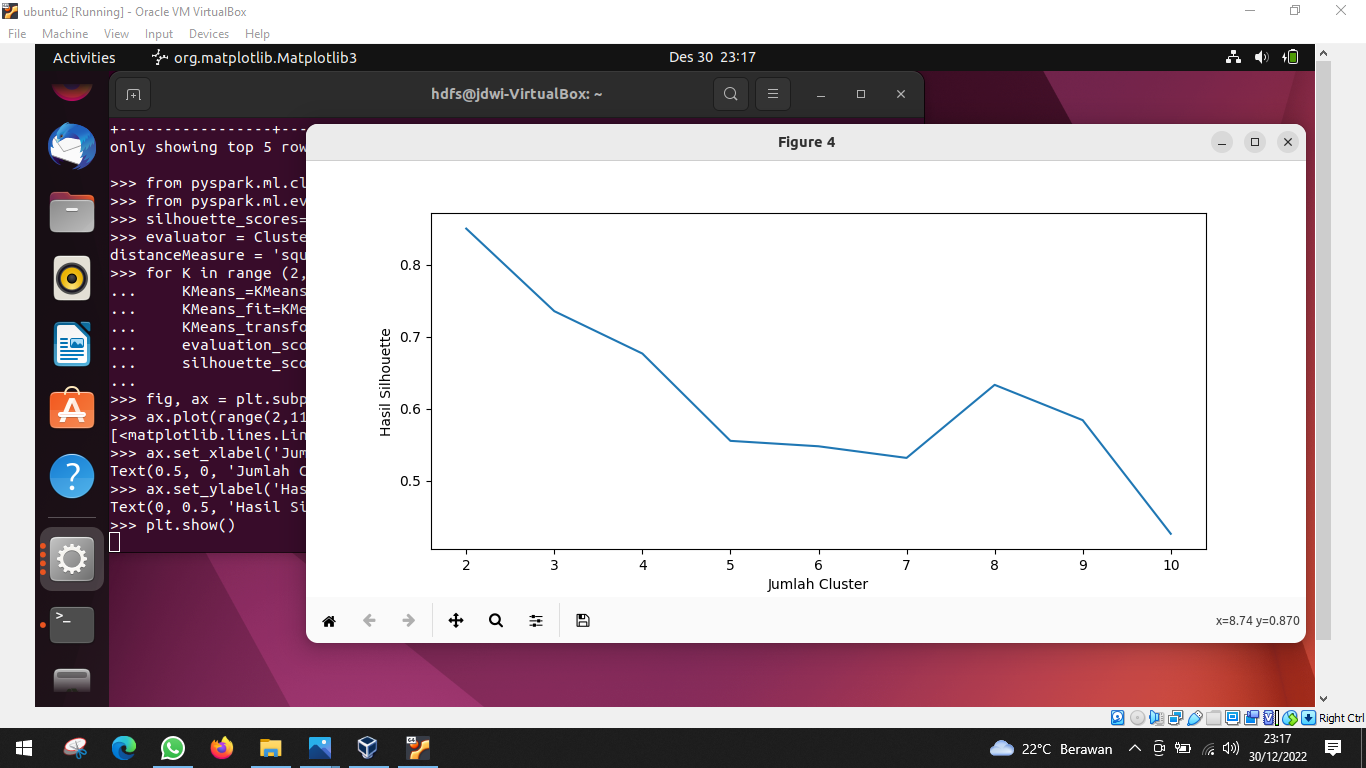 ubuntu2 [Running] - Oracle VM VirtualBox
File Machine View Input Devices Help
Activities org.matplotlib.Matplotlib3 Des 30 23:17
hdfs@jdwi-VirtualBox: ~
+-----------------+---
only showing top 5 row
>>> from pyspark.ml.cl
>>> from pyspark.ml.ev
>>> silhouette_scores=
>>> evaluator = Cluste
distanceMeasure = 'squ
>>> for K in range (2,
... KMeans_=KMeans
... KMeans_fit=KMe
... KMeans_transfo
... evaluation_sco
... silhouette_sco
...
>>> fig, ax = plt.subp
>>> ax.plot(range(2,11
[<matplotlib.lines.Lin
>>> ax.set_xlabel('Jum
Text(0.5, 0, 'Jumlah C
>>> ax.set_ylabel('Has
Text(0, 0.5, 'Hasil Si
>>> plt.show()
Figure 4
Hasil Silhouette
0.8
0.7
0.6
0.5
2 3 4 5 6 7 8 9 10
Jumlah Cluster
x=8.74 y=0.870
Right Ctrl
22°C Berawan
23:17
30/12/2022